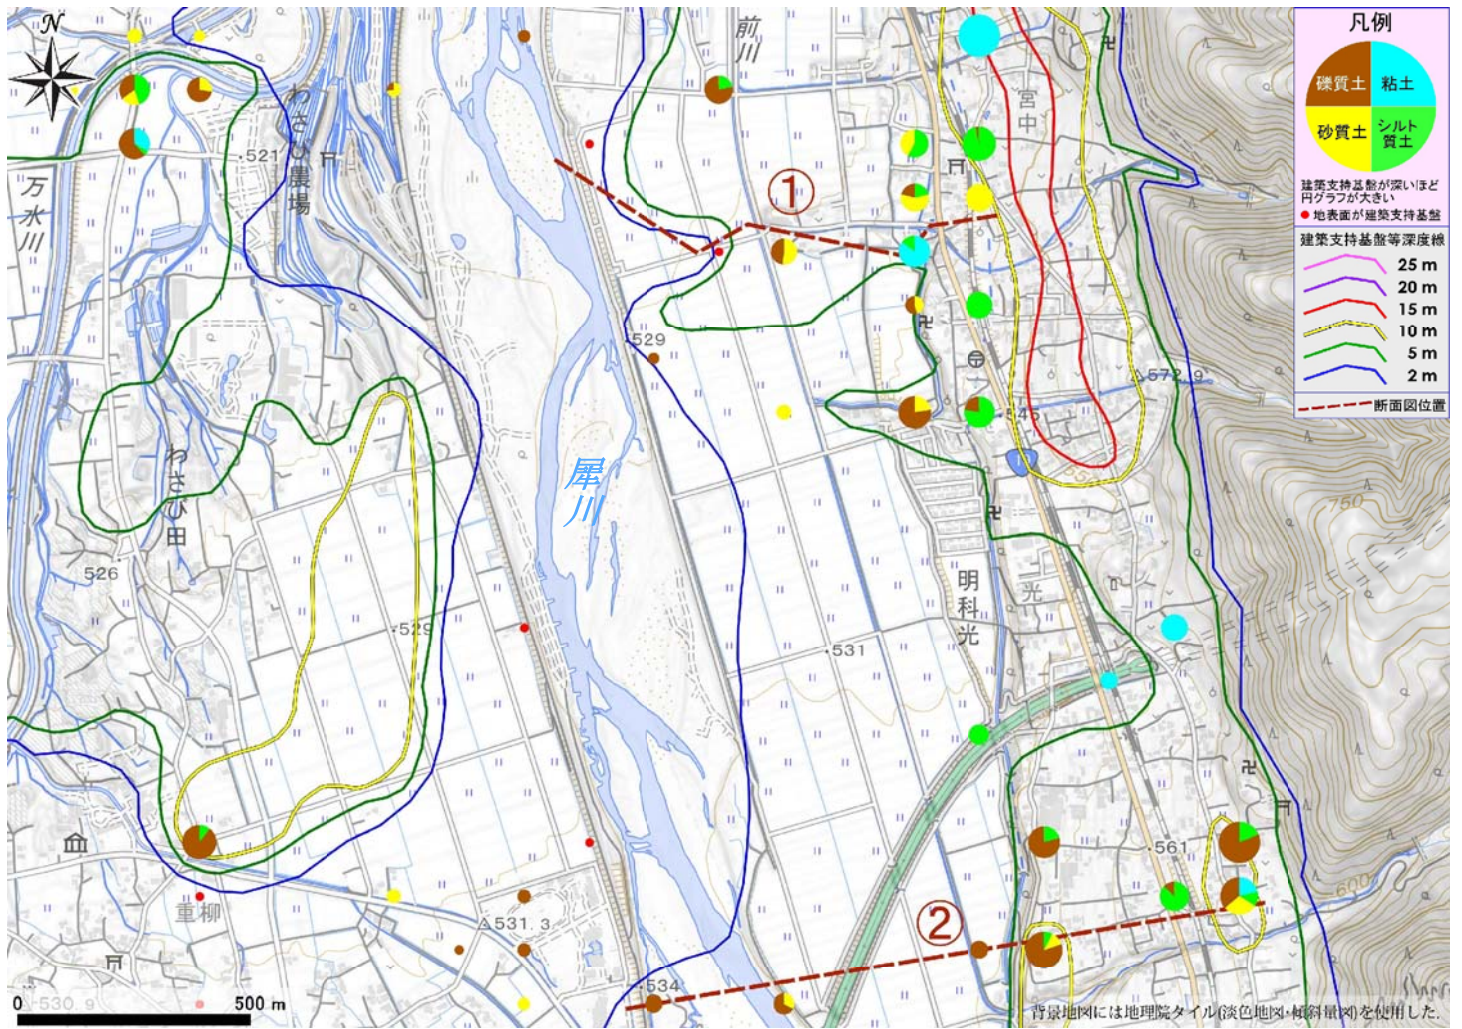 N
前川
宮中
わさび農場
・521
万水川
①
・529
△572.9
・545
犀川
わさび田
526
・529
750
明科光
光
・531
・561
600
重柳
△531.3
②
・534
・530.9
0 500 m
凡例
礫質土 粘土
砂質土 シルト質土
建築支持基盤が深いほど
円グラフが大きい
● 地表面が建築支持基盤
建築支持基盤等深度線
25 m
20 m
15 m
10 m
5 m
2 m
断面図位置
背景地図には地理院タイル(淡色地図・傾斜量図)を使用した.